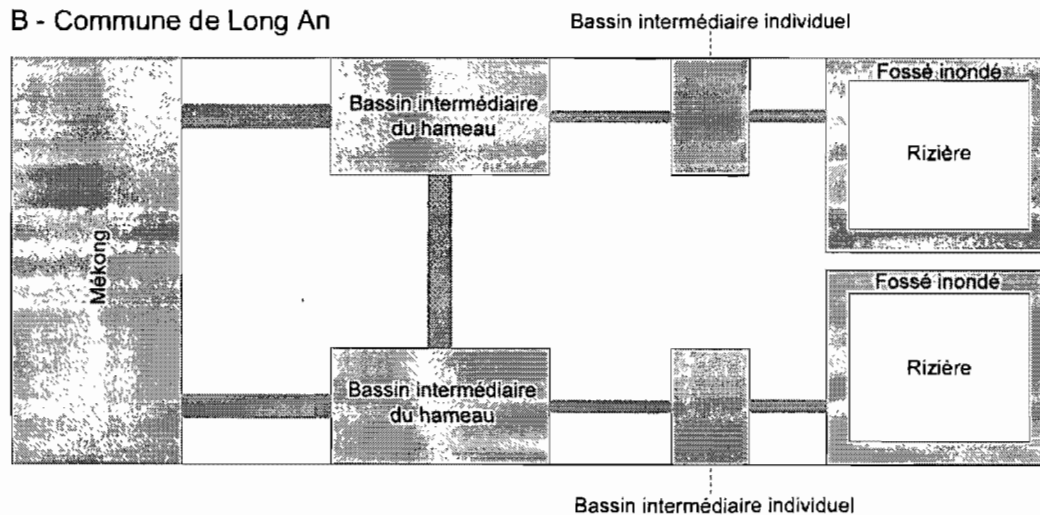 B - Commune de Long An
Bassin intermédiaire individuel
Fossé inondé
Bassin intermédiaire
du hameau
Rizière
Mékong
Fossé inondé
Bassin intermédiaire
du hameau
Rizière
Bassin intermédiaire individuel